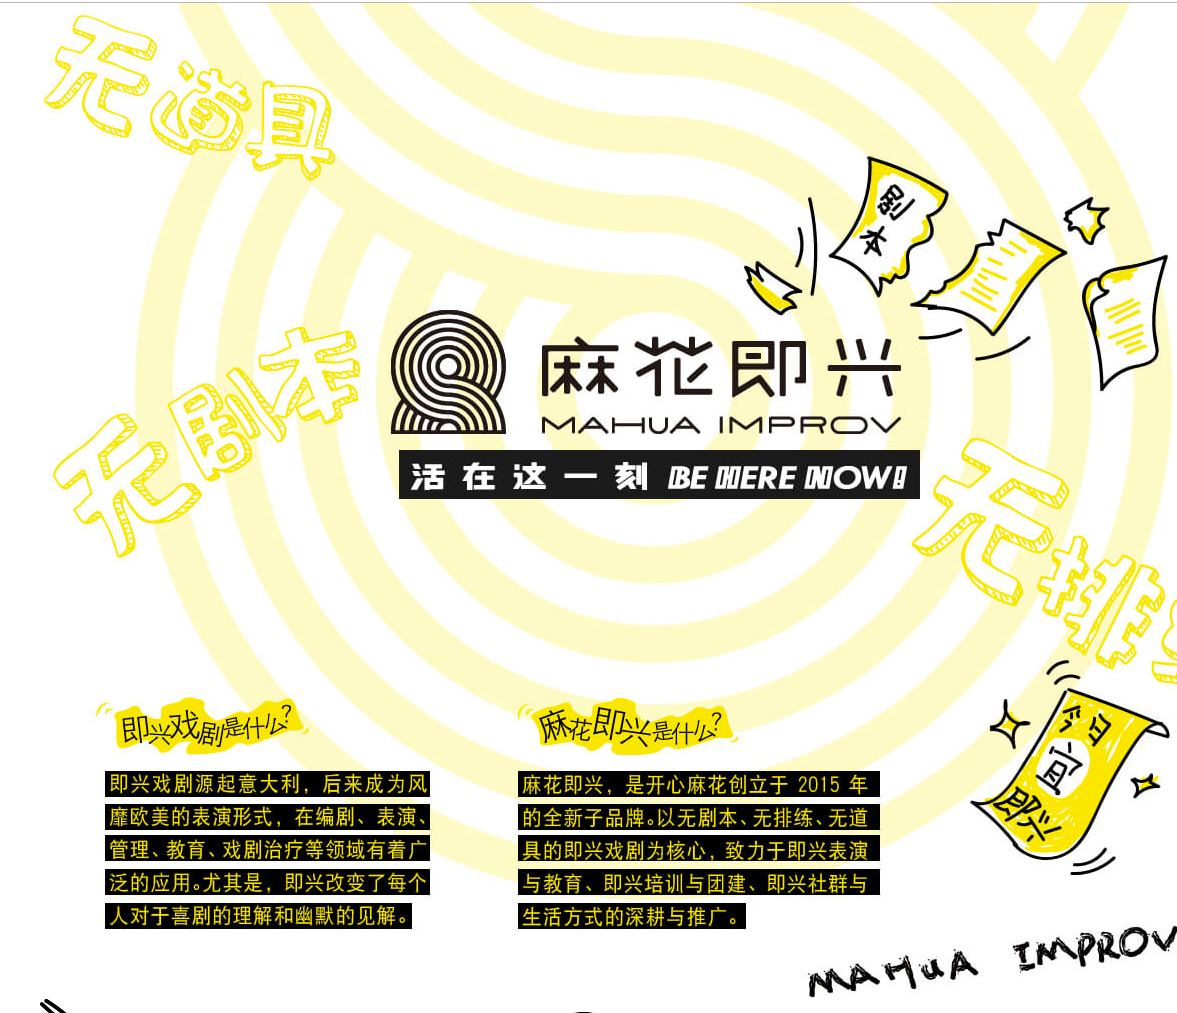 无道具
剧本
无剧本
麻花即兴
MAHUA IMPROV
活在这一刻 BE HERE NOW!
无排练
即兴戏剧是什么?
即兴戏剧源起意大利，后来成为风
靡欧美的表演形式，在编剧、表演、
管理、教育、戏剧治疗等领域有着广
泛的应用。尤其是，即兴改变了每个
人对于喜剧的理解和幽默的见解。
麻花即兴是什么?
麻花即兴，是开心麻花创立于 2015 年
的全新子品牌。以无剧本、无排练、无道
具的即兴戏剧为核心，致力于即兴表演
与教育、即兴培训与团建、即兴社群与
生活方式的深耕与推广。
今日
宜
即兴
MAHUA IMPROV